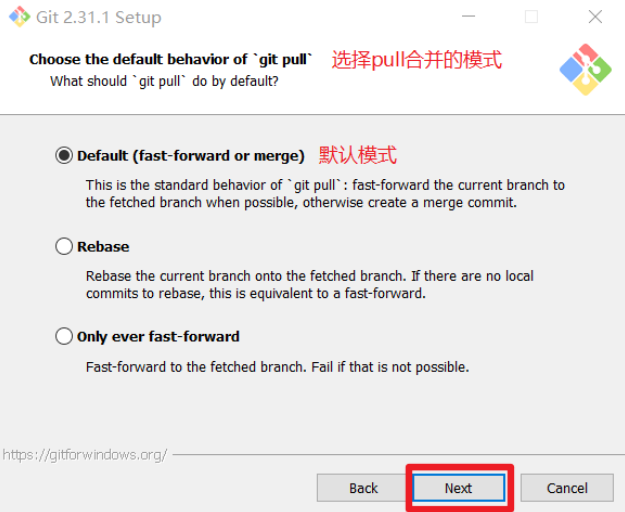 Git 2.31.1 Setup
Choose the default behavior of `git pull` 选择pull合并的模式
What should `git pull` do by default?
Default (fast-forward or merge) 默认模式
This is the standard behavior of `git pull`: fast-forward the current branch to
the fetched branch when possible, otherwise create a merge commit.
Rebase
Rebase the current branch onto the fetched branch. If there are no local
commits to rebase, this is equivalent to a fast-forward.
Only ever fast-forward
Fast-forward to the fetched branch. Fail if that is not possible.
https://gitforwindows.org/
Back Next Cancel